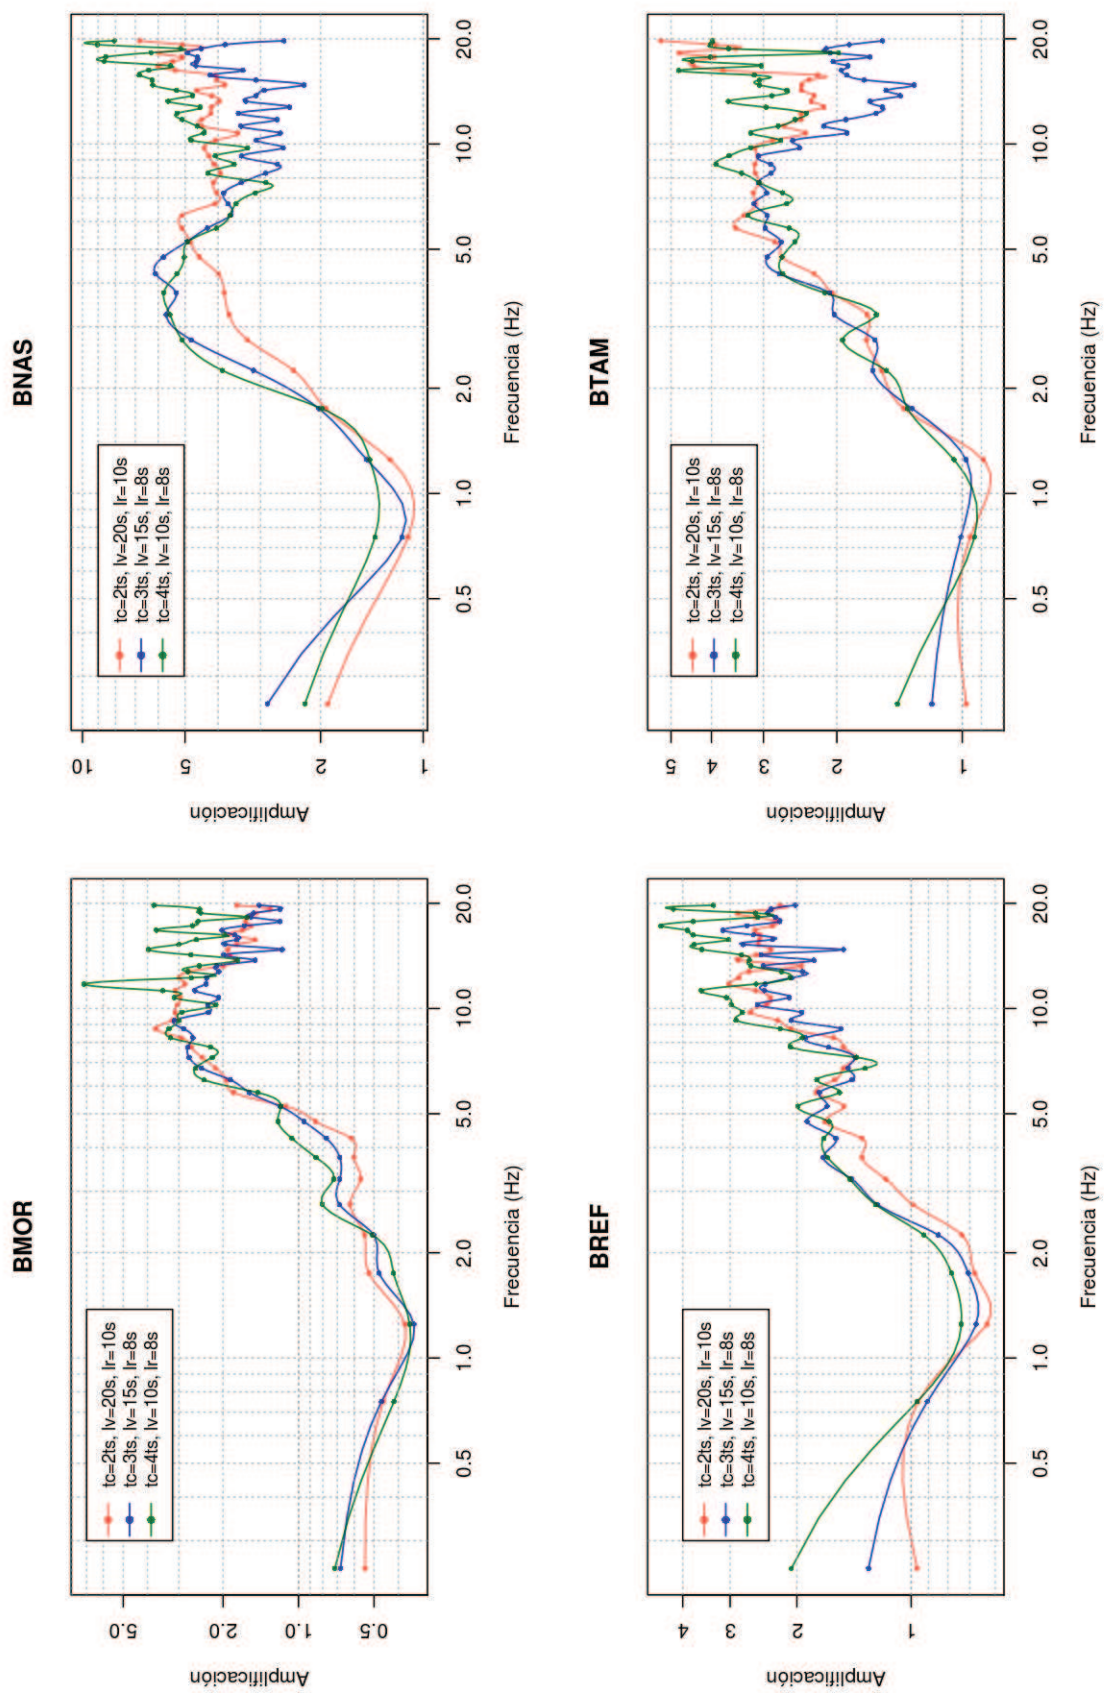 BMOR
Amplificación
5.0
2.0
1.0
0.5
tc=2ts, lv=20s, lr=10s
tc=3ts, lv=15s, lr=8s
tc=4ts, lv=10s, lr=8s
0.5 1.0 2.0 5.0 10.0 20.0
Frecuencia (Hz)
BNAS
Amplificación
10
5
2
1
tc=2ts, lv=20s, lr=10s
tc=3ts, lv=15s, lr=8s
tc=4ts, lv=10s, lr=8s
0.5 1.0 2.0 5.0 10.0 20.0
Frecuencia (Hz)
BREF
Amplificación
4
3
2
1
tc=2ts, lv=20s, lr=10s
tc=3ts, lv=15s, lr=8s
tc=4ts, lv=10s, lr=8s
0.5 1.0 2.0 5.0 10.0 20.0
Frecuencia (Hz)
BTAM
Amplificación
5
4
3
2
1
tc=2ts, lv=20s, lr=10s
tc=3ts, lv=15s, lr=8s
tc=4ts, lv=10s, lr=8s
0.5 1.0 2.0 5.0 10.0 20.0
Frecuencia (Hz)